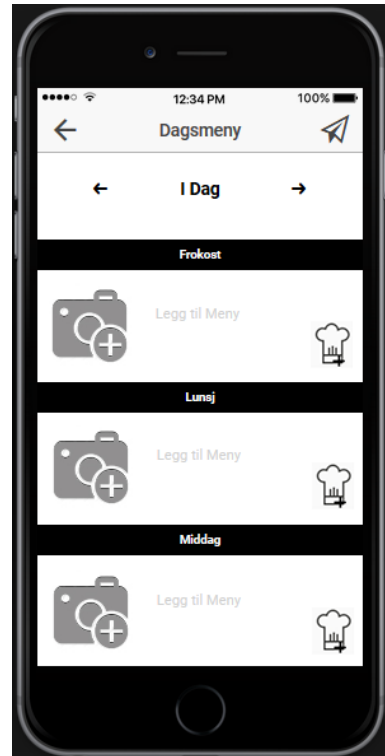 12:34 PM
100%
Dagsmeny
I Dag
Frokost
Legg til Meny
Lunsj
Legg til Meny
Middag
Legg til Meny